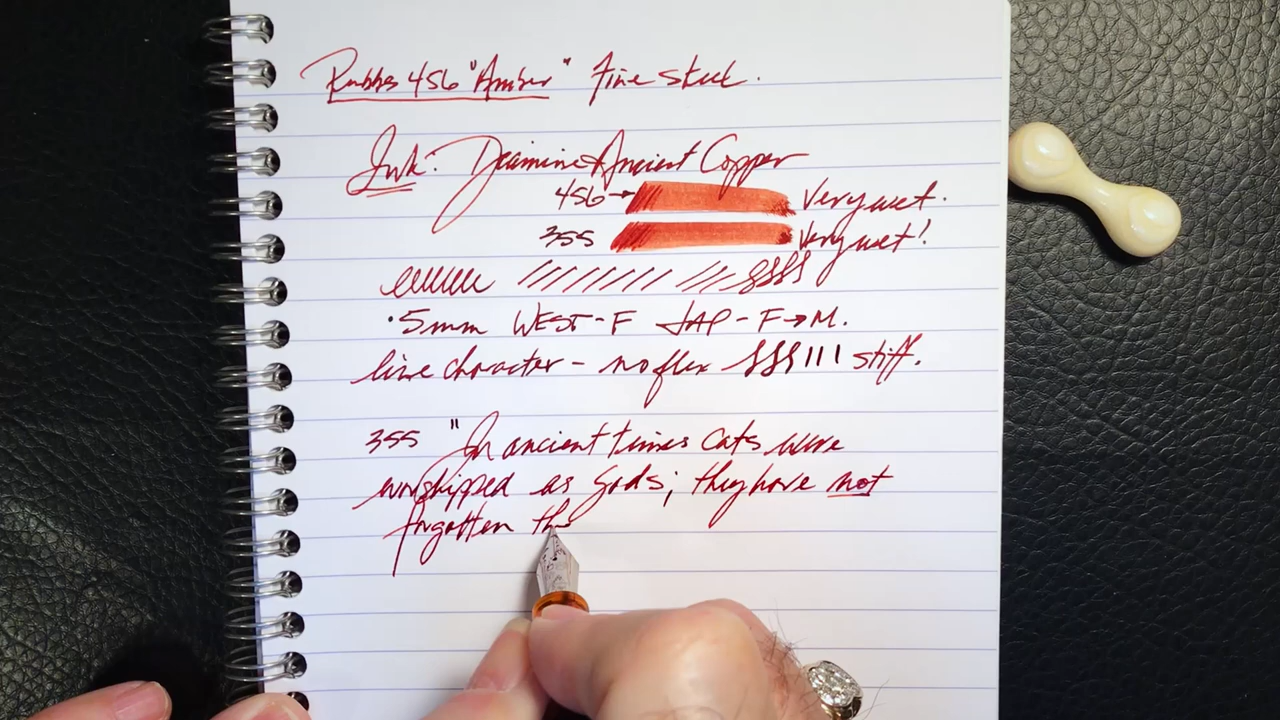 Ranbhs 456 "Amber" Fine steel.
Ink: Diamine Ancient Copper
456→ Very wet.
355 Very wet!
.5mm WEST-F JAP-F→M.
line character - no flex stiff.
355 "In ancient times cats were
worshipped as gods; they have not
forgotten th